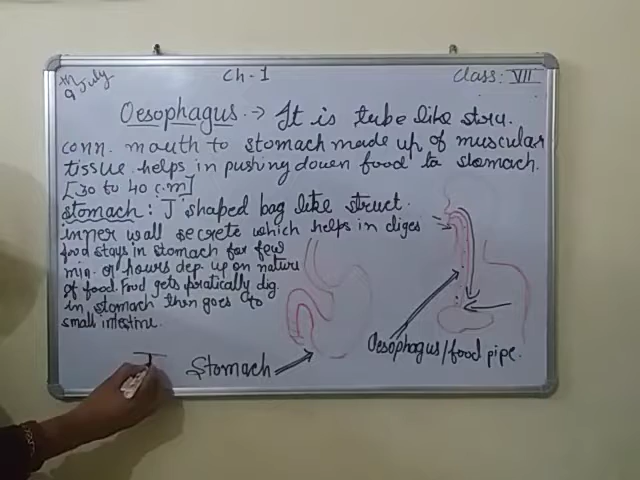 9th July
Ch-1
Class: VII
Oesophagus -> It is tube like stru.
conn. mouth to stomach made up of muscular
tissue helps in pushing down food to stomach.
[30 to 40 c.m]
stomach: J shaped bag like struct.
inner wall secrete which helps in diges
food stays in stomach for few
min. or hours dep. up on nature
of food. Food gets poratically dig.
in stomach then goes to
small intestine.
Stomach
Oesophagus/food pipe.
J